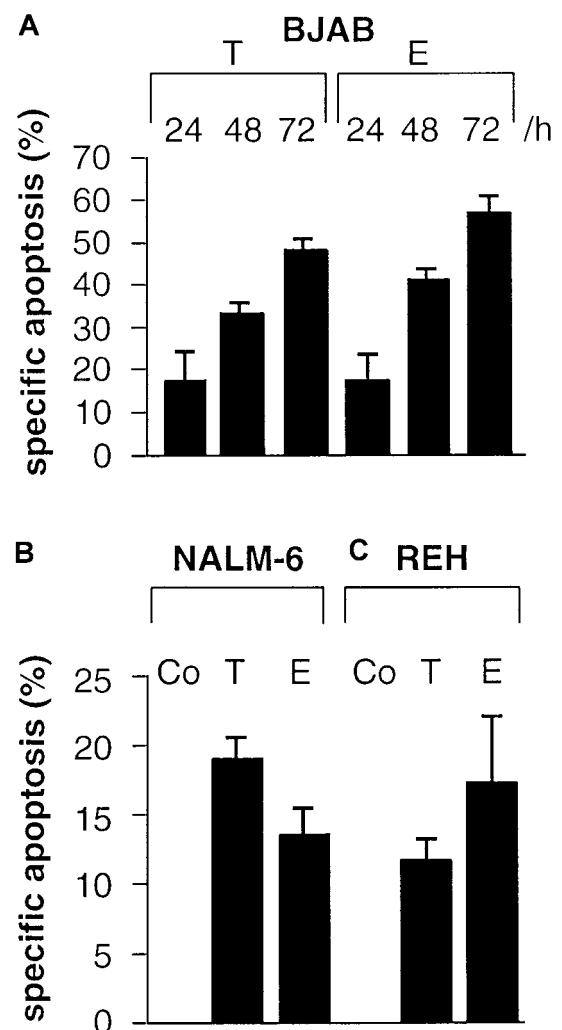 A
BJAB
T E
24 48 72 24 48 72 /h
specific apoptosis (%)
70
60
50
40
30
20
10
0
B NALM-6 C REH
Co T E Co T E
specific apoptosis (%)
25
20
15
10
5
0